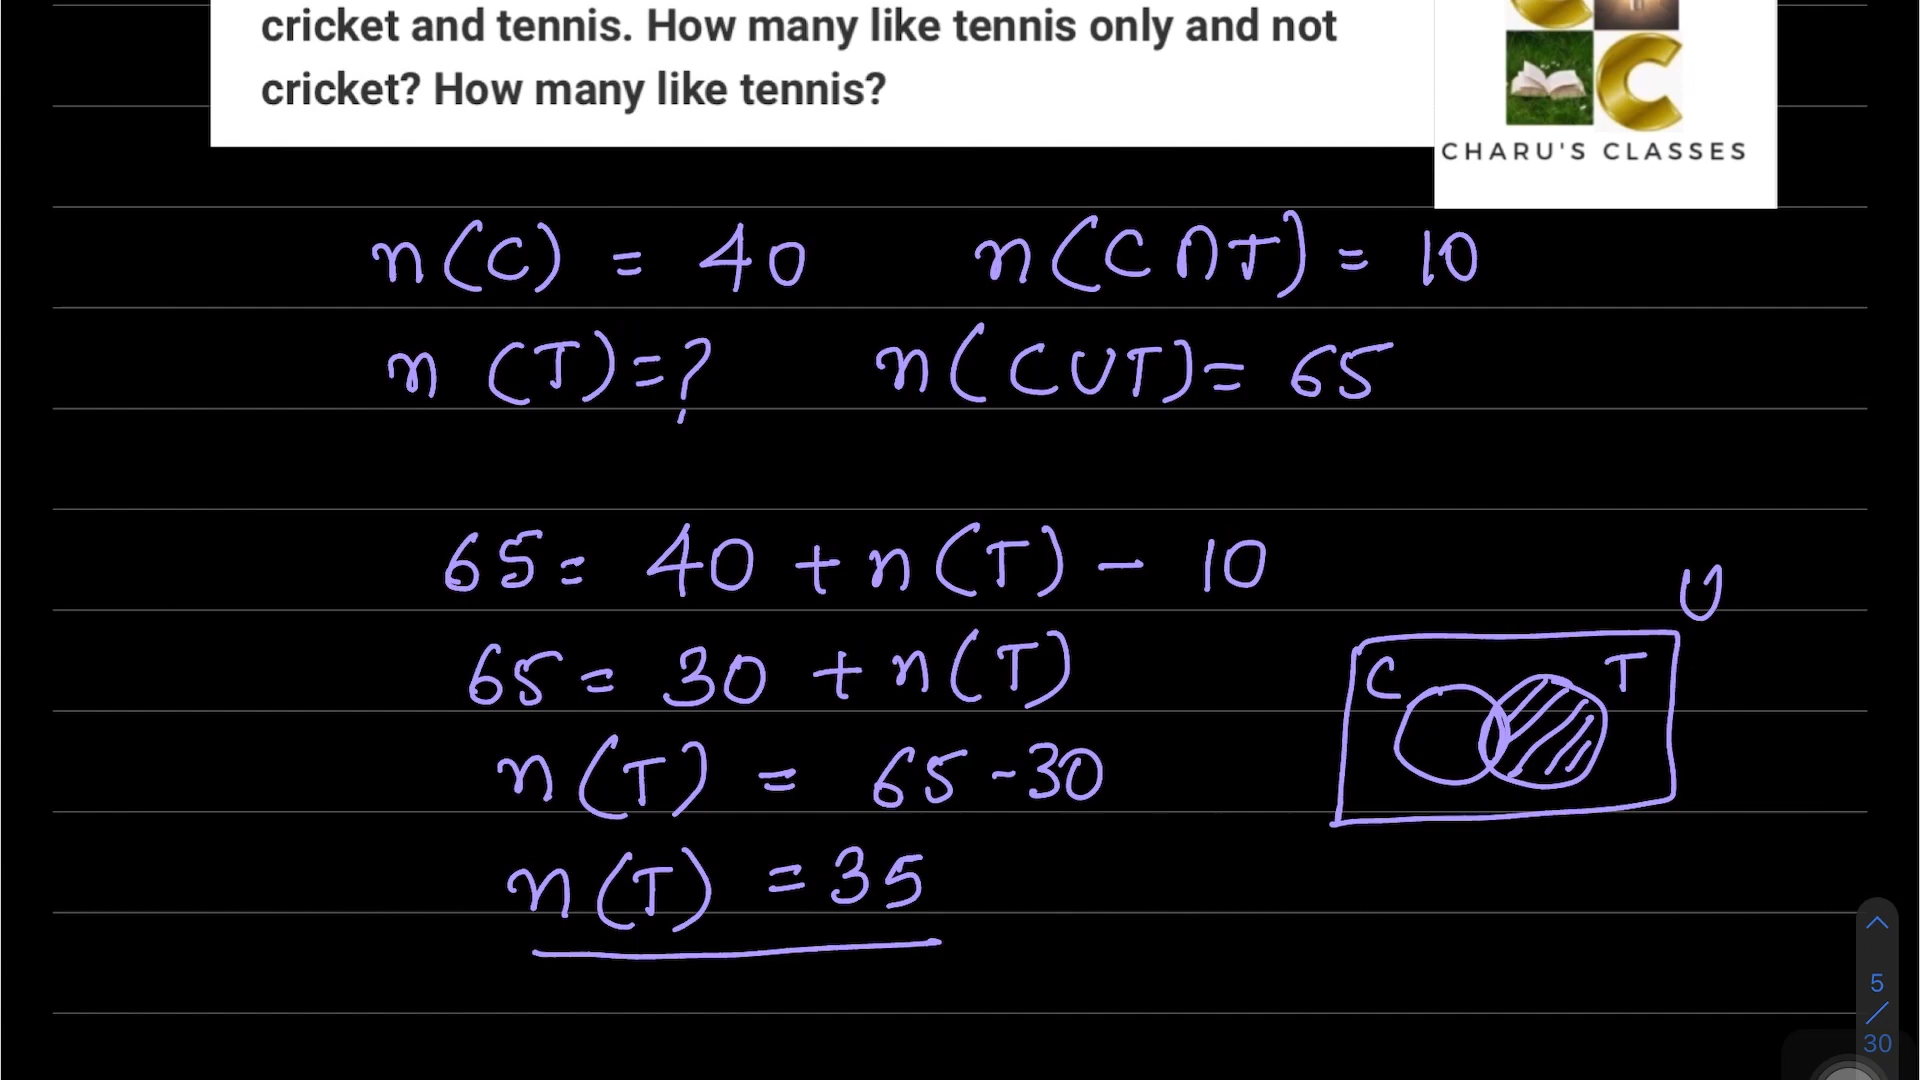 cricket and tennis. How many like tennis only and not
cricket? How many like tennis?
C
CHARU'S CLASSES
n(C) = 40 n(C∩T) = 10
n(T)=? n(C∪T)= 65
65= 40 + n(T) - 10
65= 30 + n(T)
n(T) = 65-30
n(T) = 35
U
C T
5
/
30